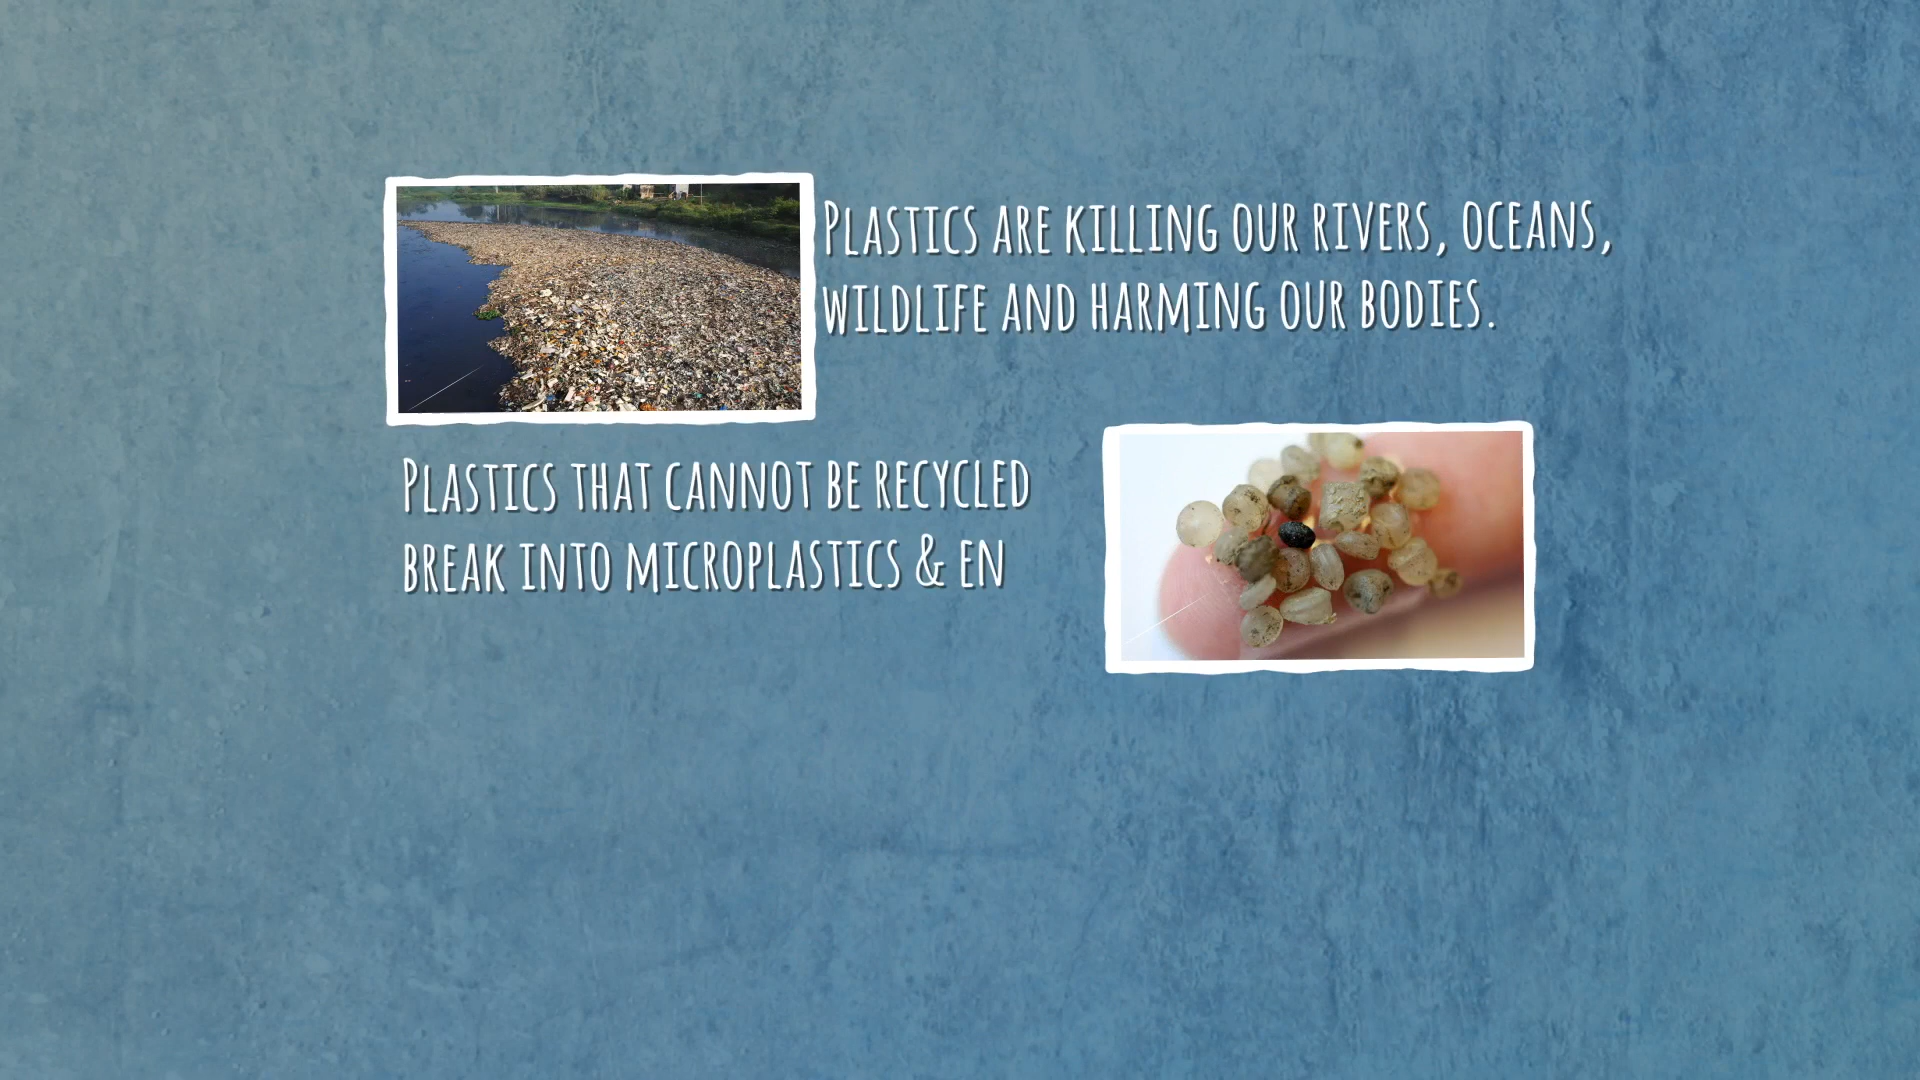 Plastics are killing our rivers, oceans,
wildlife and harming our bodies.
Plastics that cannot be recycled
break into microplastics & en